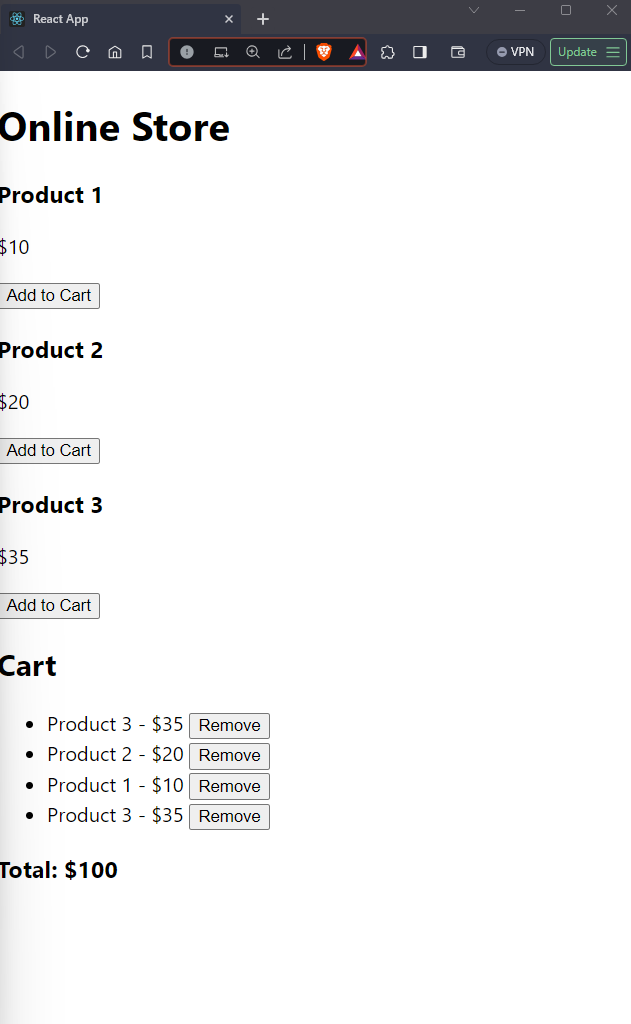 React App
VPN
Update
Online Store
Product 1
$10
Add to Cart
Product 2
$20
Add to Cart
Product 3
$35
Add to Cart
Cart
Product 3 - $35 Remove
Product 2 - $20 Remove
Product 1 - $10 Remove
Product 3 - $35 Remove
Total: $100